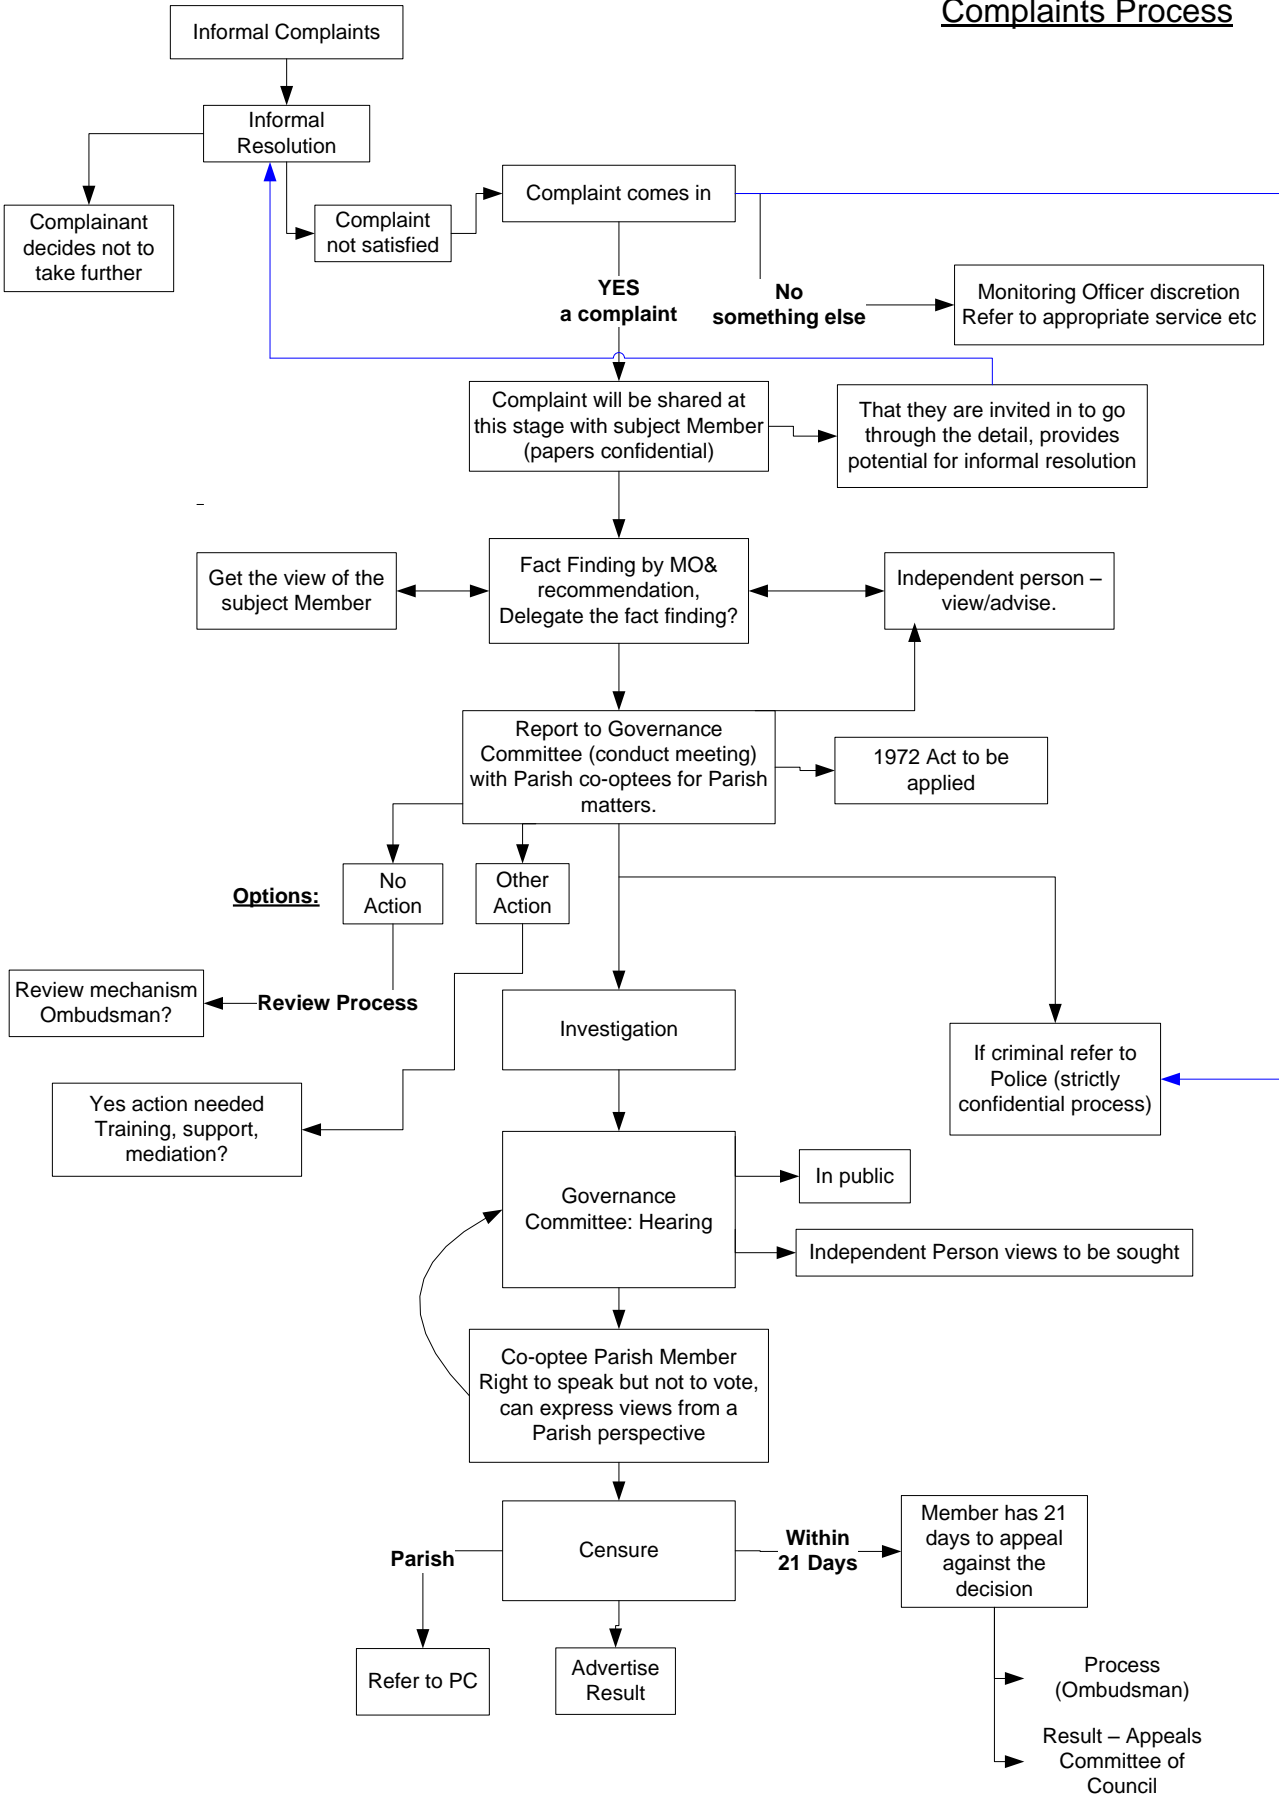 Complaints Process
Informal Complaints
Informal
Resolution
Complainant
decides not to
take further
Complaint
not satisfied
Complaint comes in
YES
a complaint
No
something else
Monitoring Officer discretion
Refer to appropriate service etc
Complaint will be shared at
this stage with subject Member
(papers confidential)
That they are invited in to go
through the detail, provides
potential for informal resolution
Get the view of the
subject Member
Fact Finding by MO&
recommendation,
Delegate the fact finding?
Independent person –
view/advise.
Report to Governance
Committee (conduct meeting)
with Parish co-optees for Parish
matters.
1972 Act to be
applied
Options:
No
Action
Other
Action
Review mechanism
Ombudsman?
Review Process
Investigation
If criminal refer to
Police (strictly
confidential process)
Yes action needed
Training, support,
mediation?
Governance
Committee: Hearing
In public
Independent Person views to be sought
Co-optee Parish Member
Right to speak but not to vote,
can express views from a
Parish perspective
Censure
Parish
Within
21 Days
Member has 21
days to appeal
against the
decision
Refer to PC
Advertise
Result
Process
(Ombudsman)
Result – Appeals
Committee of
Council